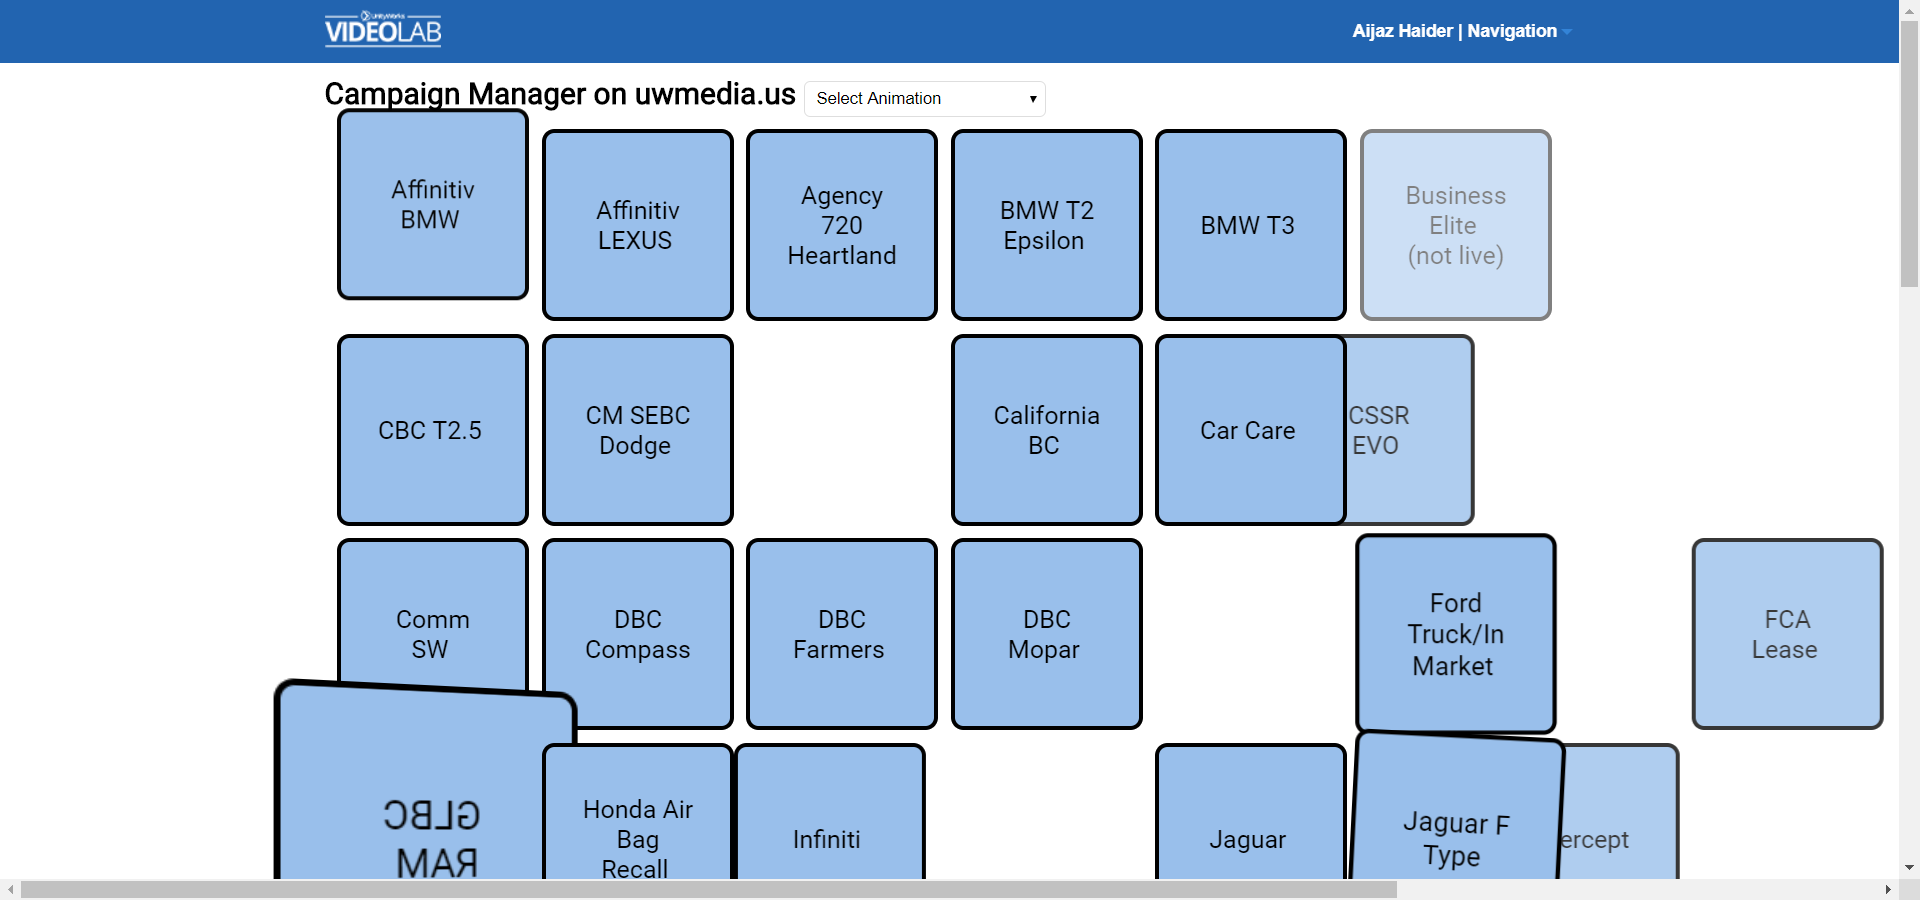 UnityWorks
VIDEOLAB
Aijaz Haider | Navigation
Campaign Manager on uwmedia.us
Select Animation
Affinitiv
BMW
Affinitiv
LEXUS
Agency
720
Heartland
BMW T2
Epsilon
BMW T3
Business
Elite
(not live)
CBC T2.5
CM SEBC
Dodge
California
BC
Car Care
CSSR
EVO
Comm
SW
DBC
Compass
DBC
Farmers
DBC
Mopar
Ford
Truck/In
Market
FCA
Lease
GLBC
RAM
Honda Air
Bag
Recall
Infiniti
Jaguar
Jaguar F
Type
ercept